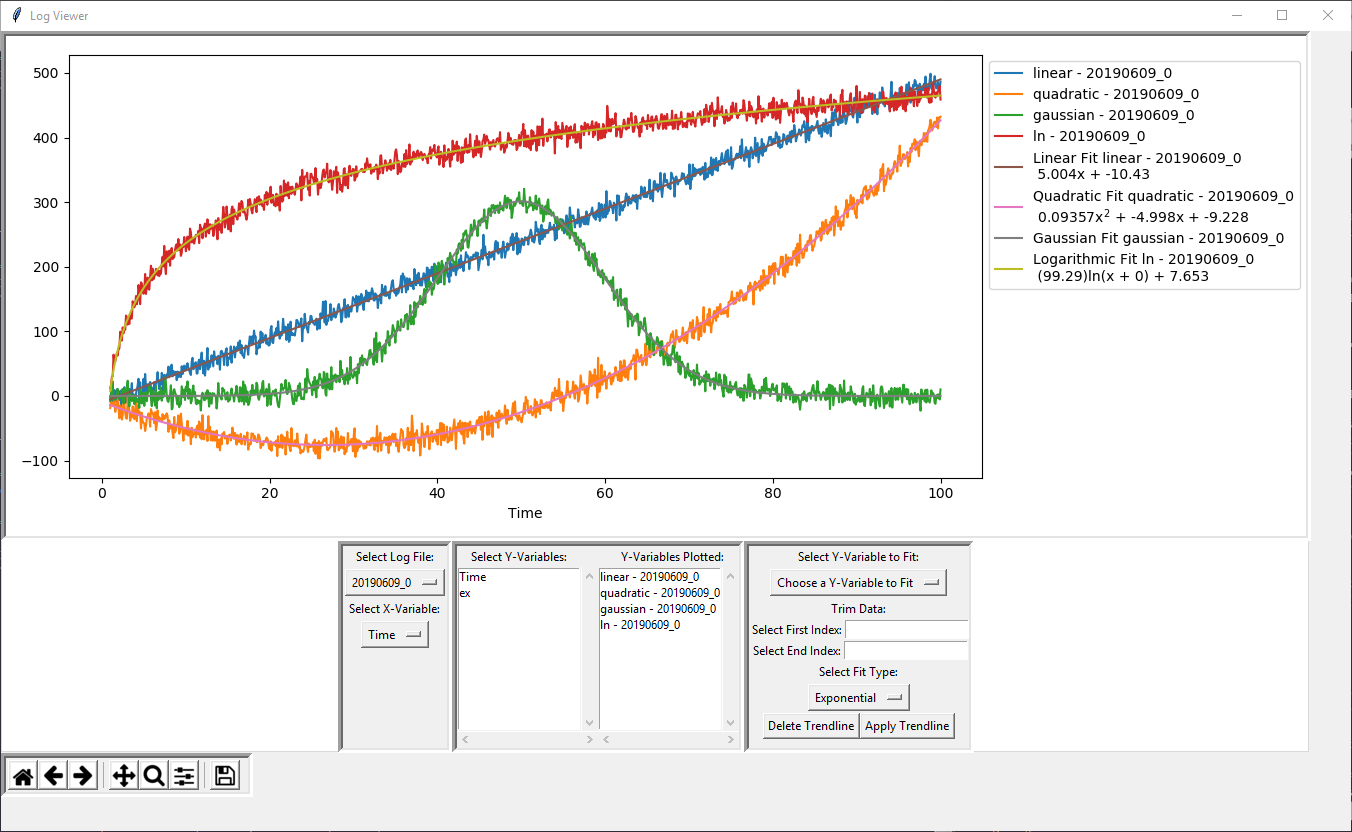 Log Viewer
500
400
300
200
100
0
−100
0 20 40 60 80 100
Time
linear - 20190609_0
quadratic - 20190609_0
gaussian - 20190609_0
ln - 20190609_0
Linear Fit linear - 20190609_0
5.004x + -10.43
Quadratic Fit quadratic - 20190609_0
0.09357x² + -4.998x + -9.228
Gaussian Fit gaussian - 20190609_0
Logarithmic Fit ln - 20190609_0
(99.29)ln(x + 0) + 7.653
Select Log File:
20190609_0
Select X-Variable:
Time
Select Y-Variables:
Time
ex
Y-Variables Plotted:
linear - 20190609_0
quadratic - 20190609_0
gaussian - 20190609_0
ln - 20190609_0
Select Y-Variable to Fit:
Choose a Y-Variable to Fit
Trim Data:
Select First Index:
Select End Index:
Select Fit Type:
Exponential
Delete Trendline Apply Trendline